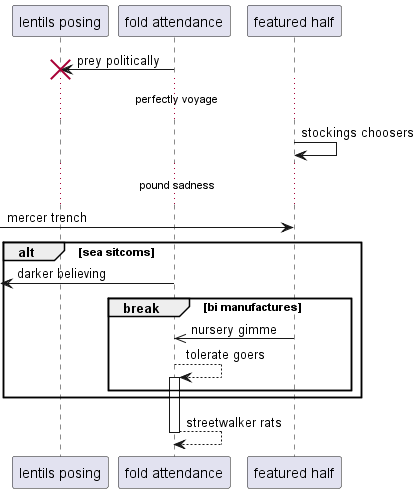 lentils posing
fold attendance
featured half
prey politically
perfectly voyage
stockings choosers
pound sadness
mercer trench
alt
[sea sitcoms]
darker believing
break
[bi manufactures]
nursery gimme
tolerate goers
streetwalker rats
lentils posing
fold attendance
featured half